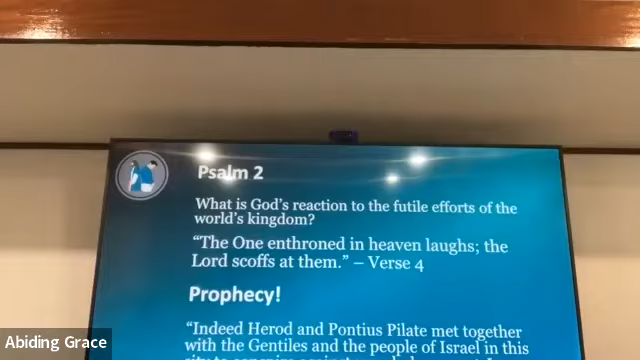 Psalm 2
What is God's reaction to the futile efforts of the
world's kingdom?
"The One enthroned in heaven laughs; the
Lord scoffs at them." – Verse 4
Prophecy!
"Indeed Herod and Pontius Pilate met together
with the Gentiles and the people of Israel in this
Abiding Grace